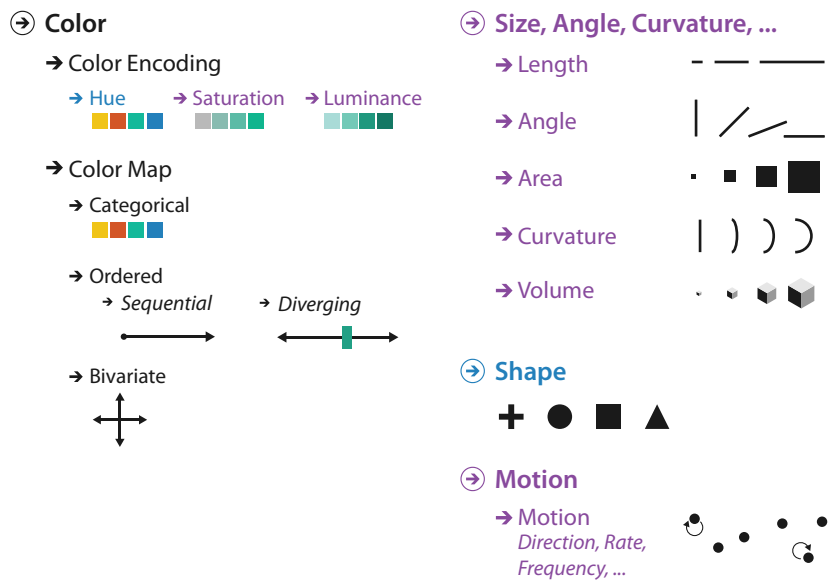 Color
Color Encoding
Hue
Saturation
Luminance
Color Map
Categorical
Ordered
Sequential
Diverging
Bivariate
Size, Angle, Curvature, ...
Length
Angle
Area
Curvature
Volume
Shape
Motion
Motion
Direction, Rate,
Frequency, ...